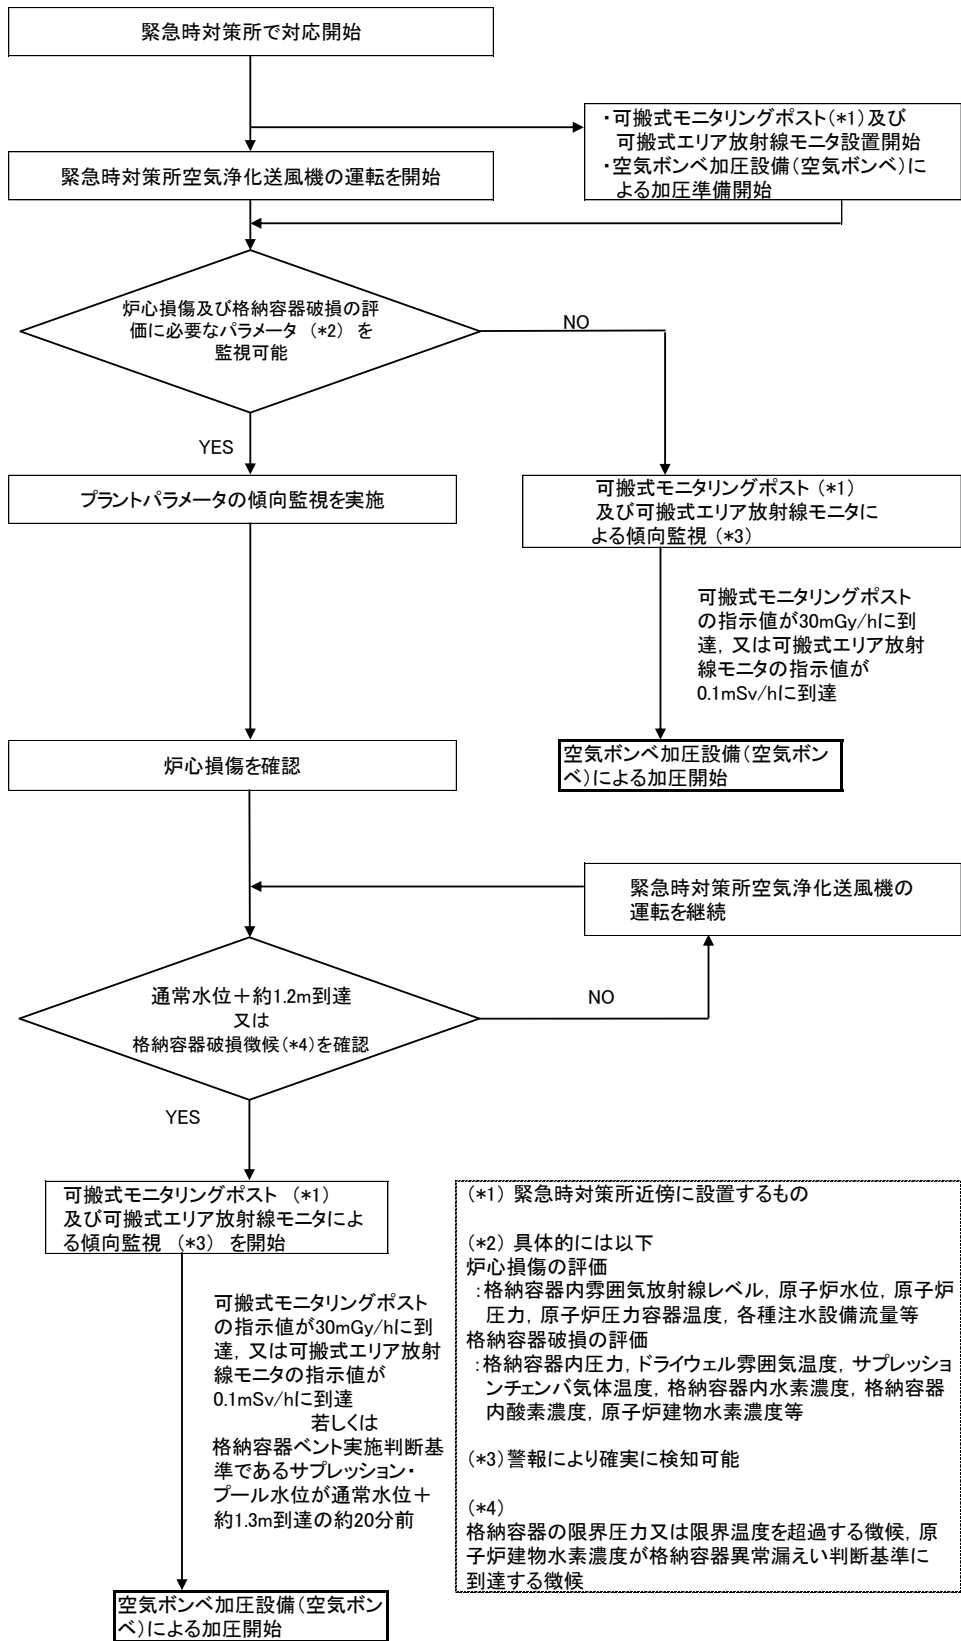 緊急時対策所で対応開始
・可搬式モニタリングポスト(*1)及び
可搬式エリア放射線モニタ設置開始
・空気ボンベ加圧設備(空気ボンベ)に
よる加圧準備開始
緊急時対策所空気浄化送風機の運転を開始
炉心損傷及び格納容器破損の評
価に必要なパラメータ (*2) を
監視可能
NO
YES
プラントパラメータの傾向監視を実施
可搬式モニタリングポスト (*1)
及び可搬式エリア放射線モニタに
よる傾向監視 (*3)
可搬式モニタリングポスト
の指示値が30mGy/hに到
達, 又は可搬式エリア放射
線モニタの指示値が
0.1mSv/hに到達
炉心損傷を確認
空気ボンベ加圧設備(空気ボン
ベ)による加圧開始
緊急時対策所空気浄化送風機の
運転を継続
通常水位+約1.2m到達
又は
格納容器破損徴候(*4)を確認
NO
YES
可搬式モニタリングポスト (*1)
及び可搬式エリア放射線モニタによ
る傾向監視 (*3) を開始
可搬式モニタリングポスト
の指示値が30mGy/hに到
達, 又は可搬式エリア放射
線モニタの指示値が
0.1mSv/hに到達
若しくは
格納容器ベント実施判断基
準であるサプレッション・
プール水位が通常水位+
約1.3m到達の約20分前
空気ボンベ加圧設備(空気ボン
ベ)による加圧開始
(*1) 緊急時対策所近傍に設置するもの
(*2) 具体的には以下
炉心損傷の評価
:格納容器内雰囲気放射線レベル, 原子炉水位, 原子炉
圧力, 原子炉圧力容器温度, 各種注水設備流量等
格納容器破損の評価
:格納容器内圧力, ドライウェル雰囲気温度, サプレッショ
ンチェンバ気体温度, 格納容器内水素濃度, 格納容器
内酸素濃度, 原子炉建物水素濃度等
(*3) 警報により確実に検知可能
(*4)
格納容器の限界圧力又は限界温度を超過する徴候, 原
子炉建物水素濃度が格納容器異常漏えい判断基準に
到達する徴候